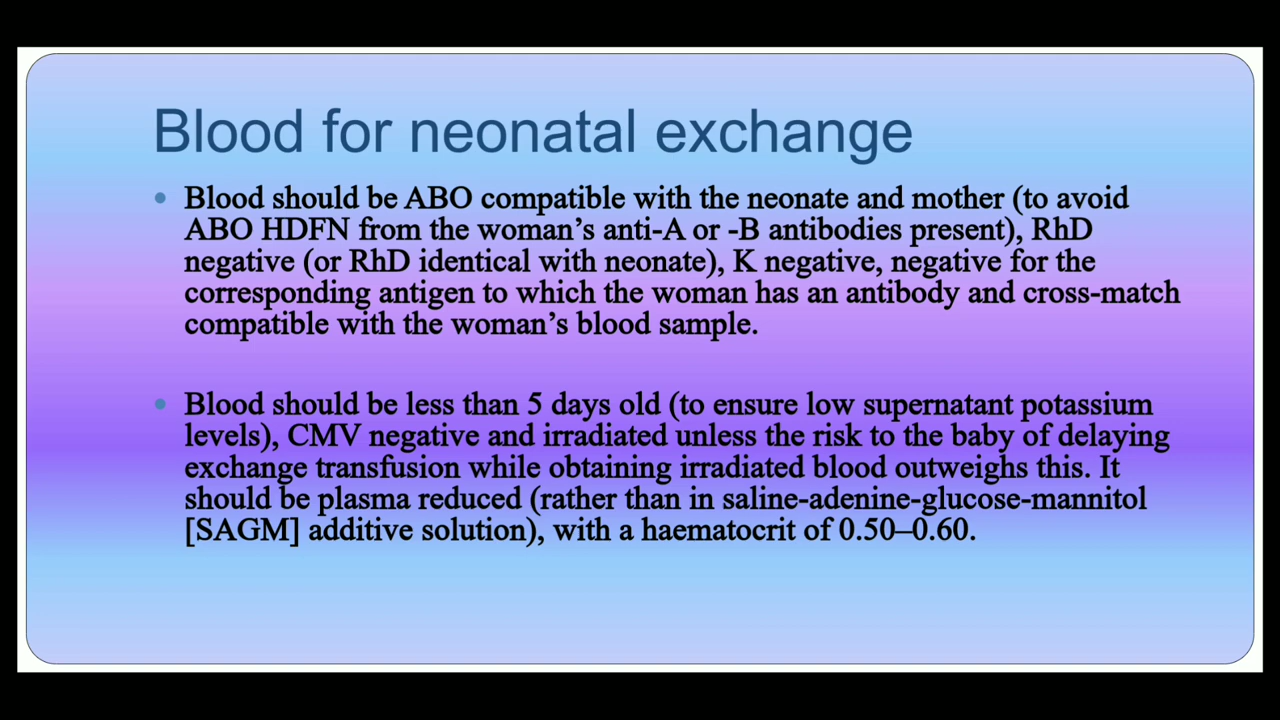 Blood for neonatal exchange
• Blood should be ABO compatible with the neonate and mother (to avoid
ABO HDFN from the woman’s anti-A or -B antibodies present), RhD
negative (or RhD identical with neonate), K negative, negative for the
corresponding antigen to which the woman has an antibody and cross-match
compatible with the woman’s blood sample.
• Blood should be less than 5 days old (to ensure low supernatant potassium
levels), CMV negative and irradiated unless the risk to the baby of delaying
exchange transfusion while obtaining irradiated blood outweighs this. It
should be plasma reduced (rather than in saline-adenine-glucose-mannitol
[SAGM] additive solution), with a haematocrit of 0.50–0.60.